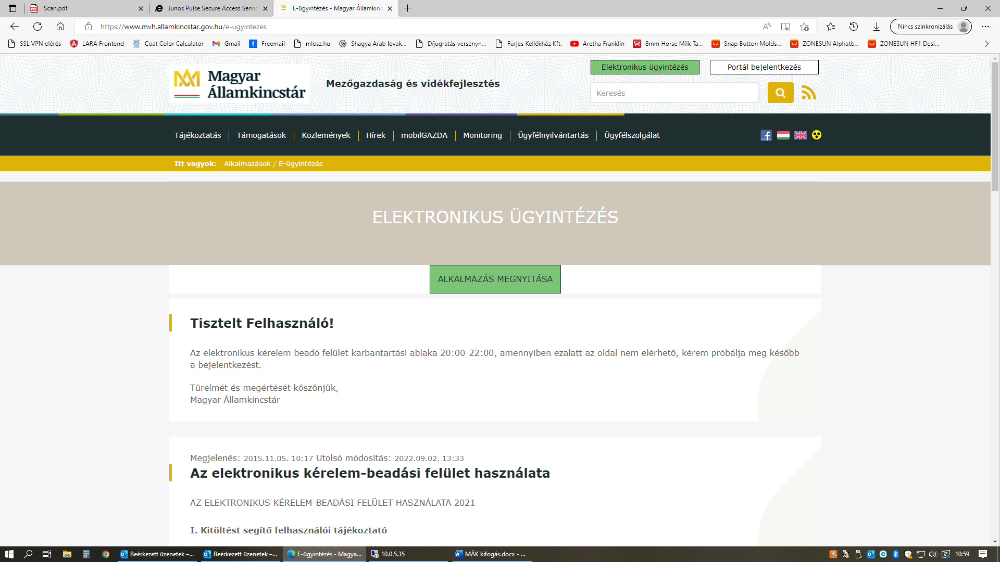 Scan.pdf
Junos Pulse Secure Access Servic
E-ügyintézés - Magyar Államkinc
https://www.mvh.allamkincstar.gov.hu/e-ugyintezes
Nincs szinkronizálás
SSL VPN elérés
LARA Frontend
Coat Color Calculator
Gmail
Freemail
mlosz.hu
Shagya Arab lovak...
Díjugratás versenyn...
Fürjes Kellékház Kft.
Aretha Franklin
8mm Horse Milk Ta...
Snap Button Molds...
ZONESUN Alphatb...
ZONESUN HF1 Desi...
Magyar
Államkincstár
Mezőgazdaság és vidékfejlesztés
Elektronikus ügyintézés
Portál bejelentkezés
Keresés
Tájékoztatás
Támogatások
Közlemények
Hírek
mobilGAZDA
Monitoring
Ügyfélnyilvántartás
Ügyfélszolgálat
Itt vagyok: Alkalmazások / E-ügyintézés
ELEKTRONIKUS ÜGYINTÉZÉS
ALKALMAZÁS MEGNYITÁSA
Tisztelt Felhasználó!
Az elektronikus kérelem beadó felület karbantartási ablaka 20:00-22:00, amennyiben ezalatt az oldal nem elérhető, kérem próbálja meg később
a bejelentkezést.
Türelmét és megértését köszönjük,
Magyar Államkincstár
Megjelenés: 2015.11.05. 10:17 Utolsó módosítás: 2022.09.02. 13:33
Az elektronikus kérelem-beadási felület használata
AZ ELEKTRONIKUS KÉRELEM-BEADÁSI FELÜLET HASZNÁLATA 2021
I. Kitöltést segítő felhasználói tájékoztató
Beérkezett üzenetek –...
Beérkezett üzenetek –...
E-ügyintézés - Magya...
10.0.5.35
MÁK kifogás.docx - ...
10:59